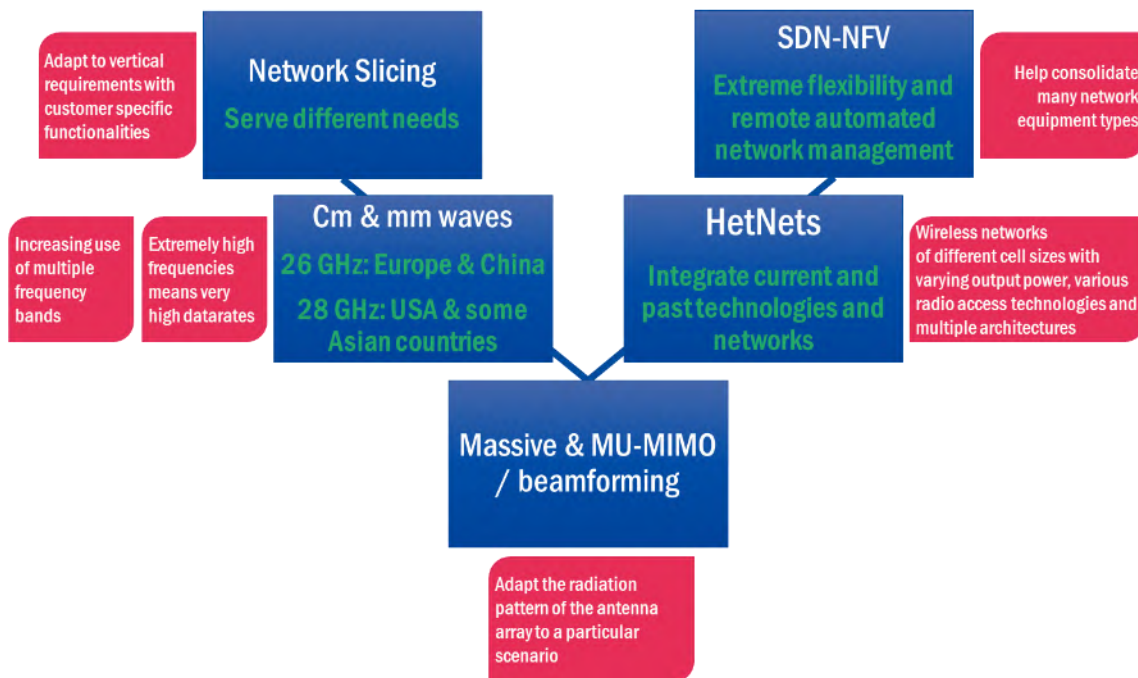 Adapt to vertical
requirements with
customer specific
functionalities
Network Slicing
Serve different needs
SDN-NFV
Extreme flexibility and
remote automated
network management
Help consolidate
many network
equipment types
Increasing use
of multiple
frequency
bands
Extremely high
frequencies
means very
high datarates
Cm & mm waves
26 GHz: Europe & China
28 GHz: USA & some
Asian countries
HetNets
Integrate current and
past technologies and
networks
Wireless networks
of different cell sizes with
varying output power, various
radio access technologies and
multiple architectures
Massive & MU-MIMO
/ beamforming
Adapt the radiation
pattern of the antenna
array to a particular
scenario